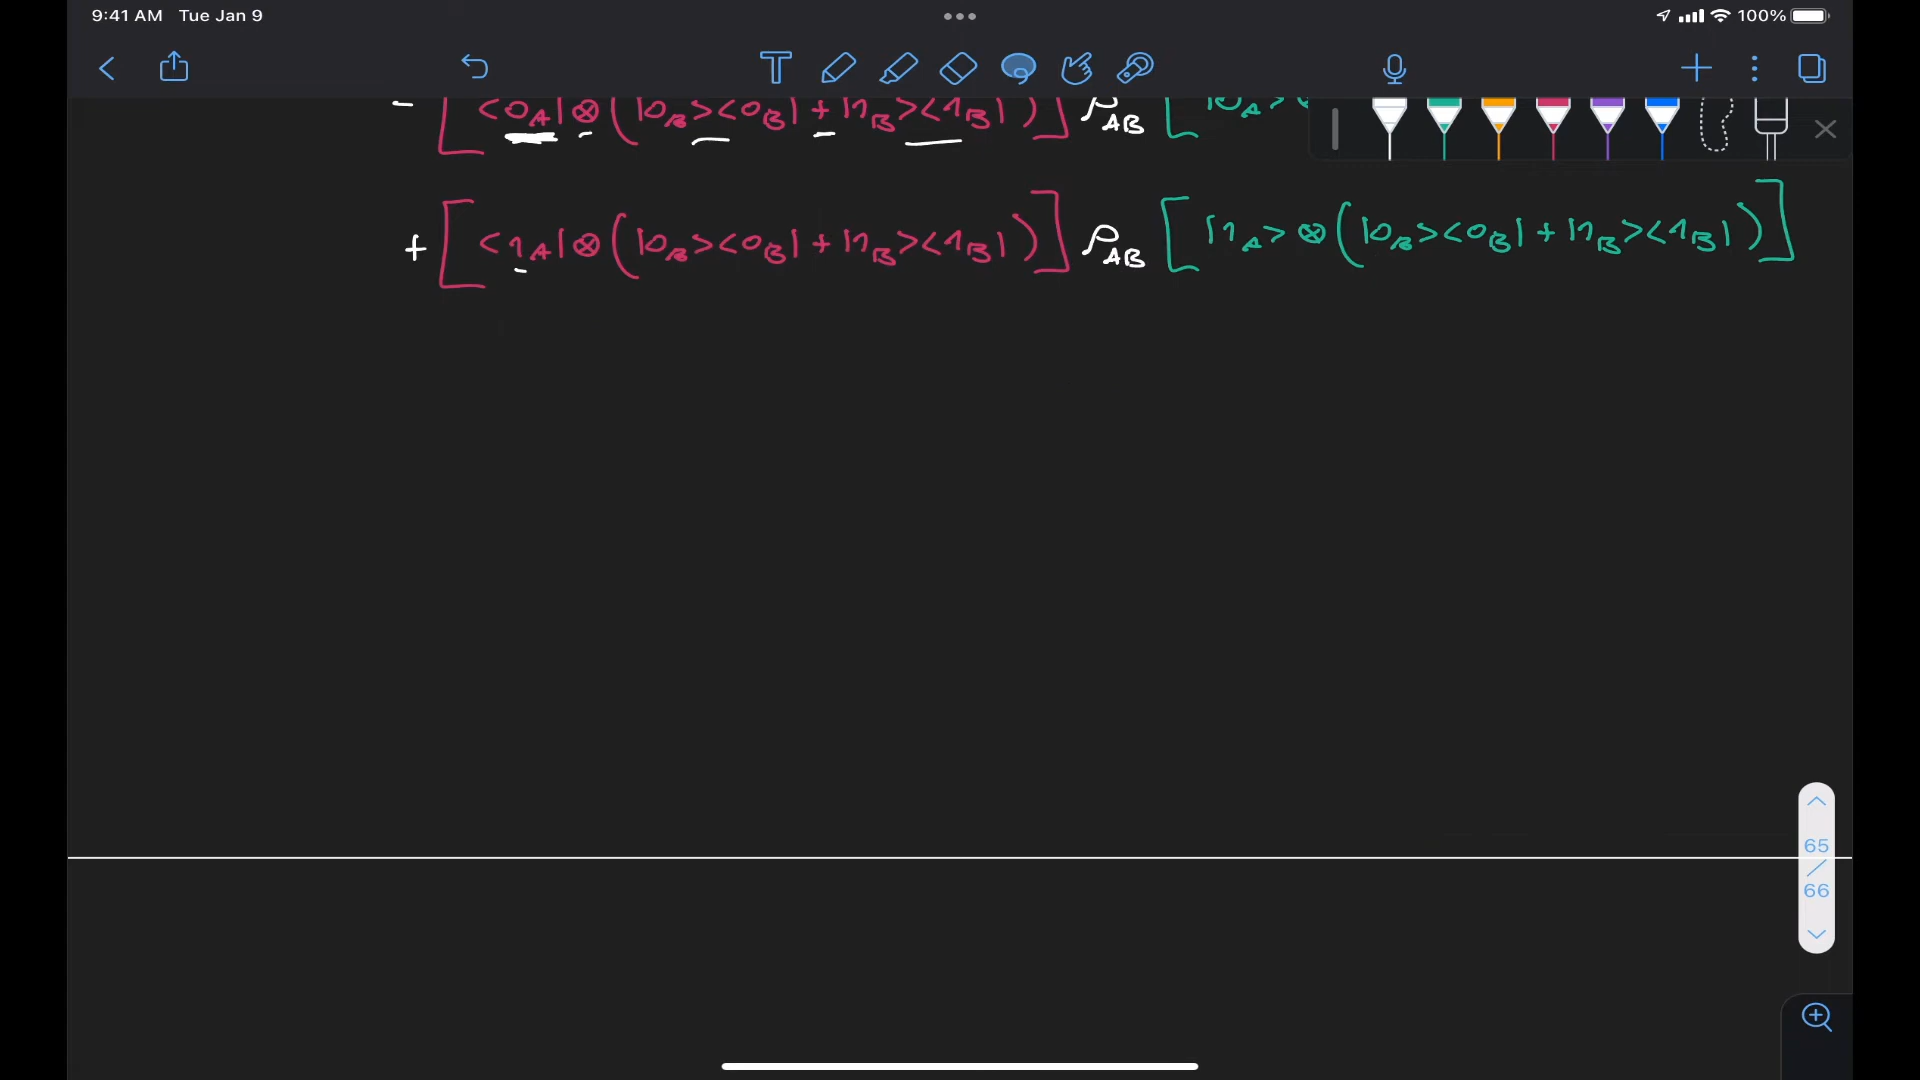 9:41 AM Tue Jan 9 100%
= [<0_A|⊗(|0_B><0_B|+|1_B><1_B|)] ρ_AB [|0_A>
+ [<1_A|⊗(|0_B><0_B|+|1_B><1_B|)] ρ_AB [|1_A>⊗(|0_B><0_B|+|1_B><1_B|)]
65
/
66